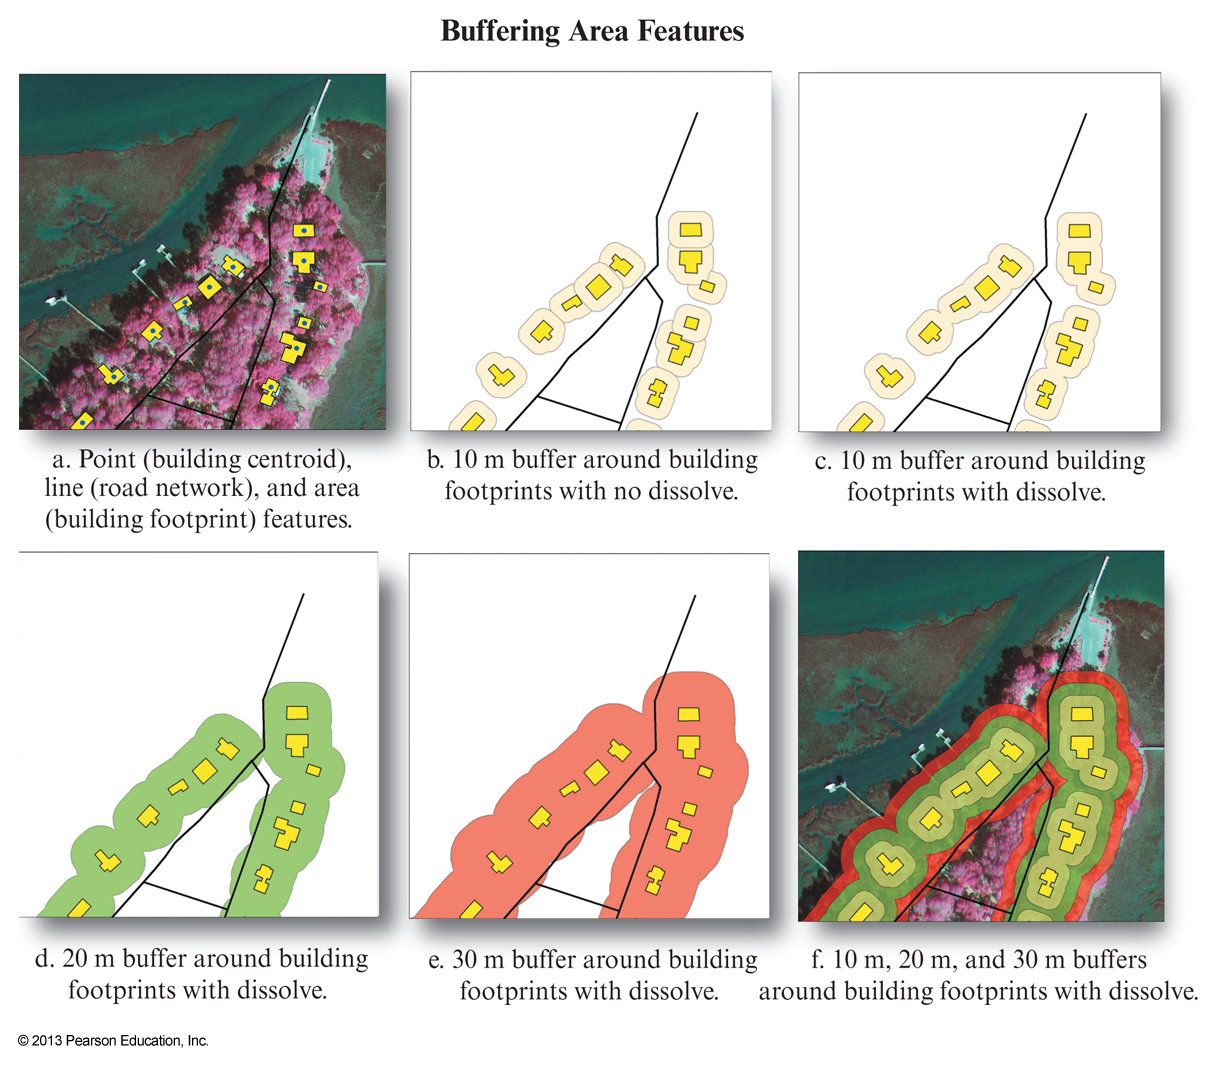 Buffering Area Features
a. Point (building centroid),
line (road network), and area
(building footprint) features.
b. 10 m buffer around building
footprints with no dissolve.
c. 10 m buffer around building
footprints with dissolve.
d. 20 m buffer around building
footprints with dissolve.
e. 30 m buffer around building
footprints with dissolve.
f. 10 m, 20 m, and 30 m buffers
around building footprints with dissolve.
© 2013 Pearson Education, Inc.